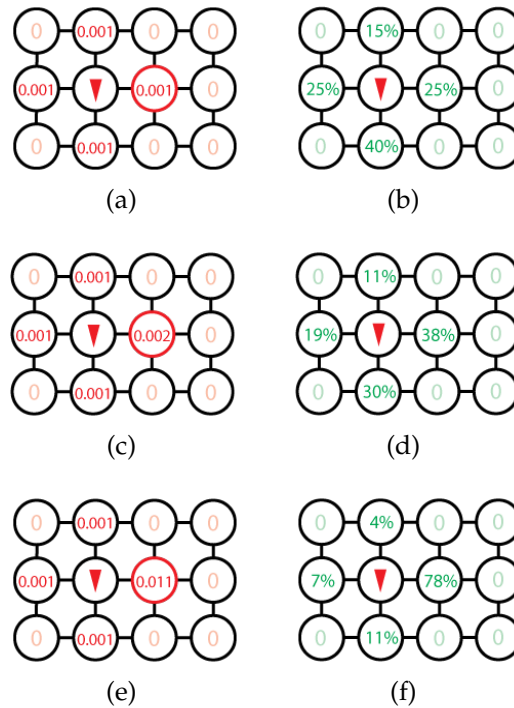 0 0.001 0 0 0 15% 0 0
0.001 0.001 0 25% 25% 0
0 0.001 0 0 0 40% 0 0
(a) (b)
0 0.001 0 0 0 11% 0 0
0.001 0.002 0 19% 38% 0
0 0.001 0 0 0 30% 0 0
(c) (d)
0 0.001 0 0 0 4% 0 0
0.001 0.011 0 7% 78% 0
0 0.001 0 0 0 11% 0 0
(e) (f)